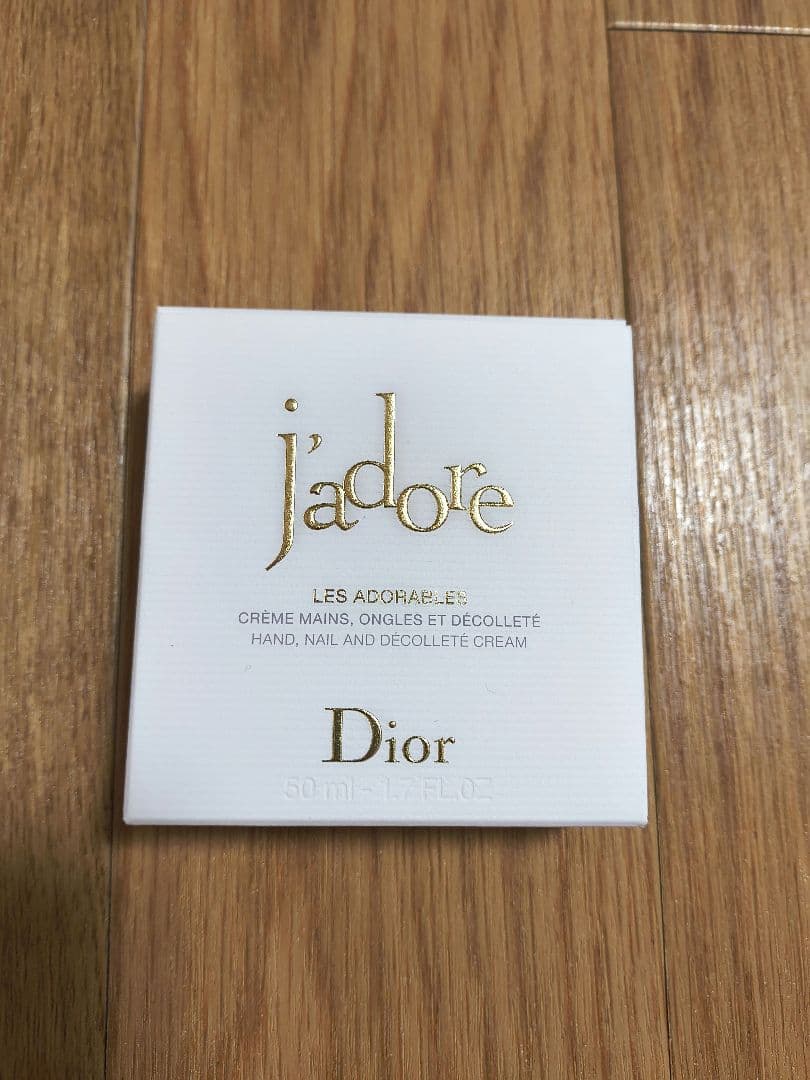 j'adore
LES ADORABLES
CRÈME MAINS, ONGLES ET DÉCOLLETÉ
HAND, NAIL AND DÉCOLLETÉ CREAM
Dior
50 ml - 1.7 FL.OZ